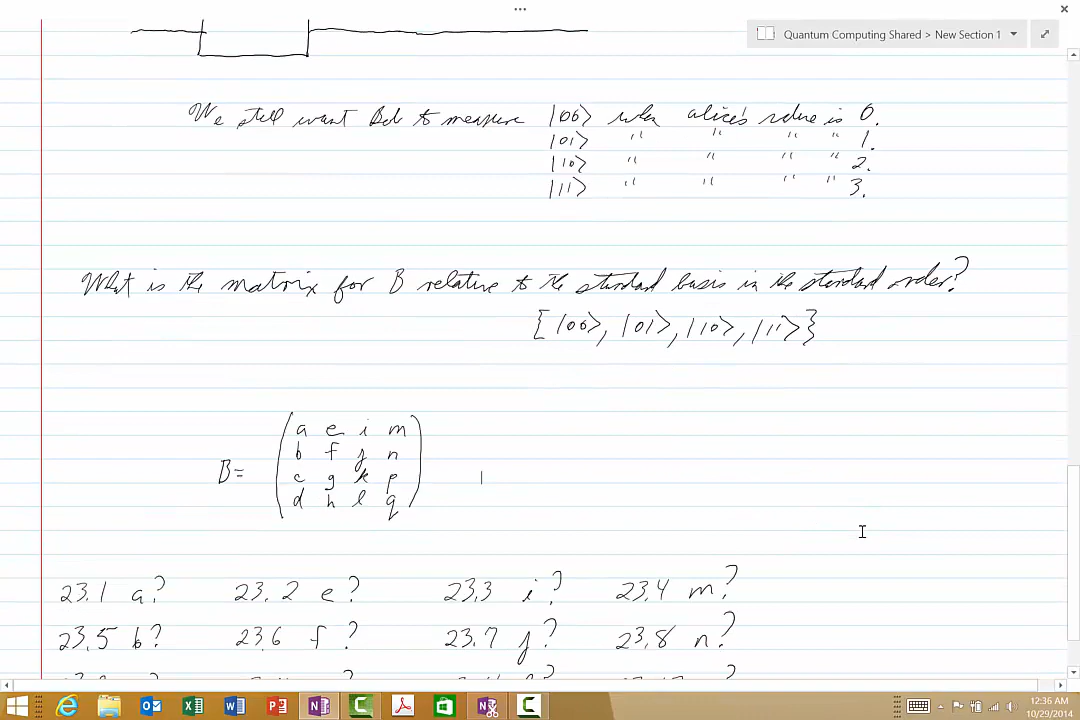 ...
Quantum Computing Shared > New Section 1
We still want Bob to measure |00⟩ when alice's value is 0.
|01⟩ " " " " 1.
|10⟩ " " " " 2.
|11⟩ " " " " 3.
What is the matrix for B relative to the standard basis in the standard order?
{|00⟩, |01⟩, |10⟩, |11⟩}
a e i m
b f j n
B= c g k p
d h l q
23.1 a? 23.2 e? 23.3 i? 23.4 m?
23.5 b? 23.6 f? 23.7 j? 23.8 n?
12:36 AM
10/29/2014